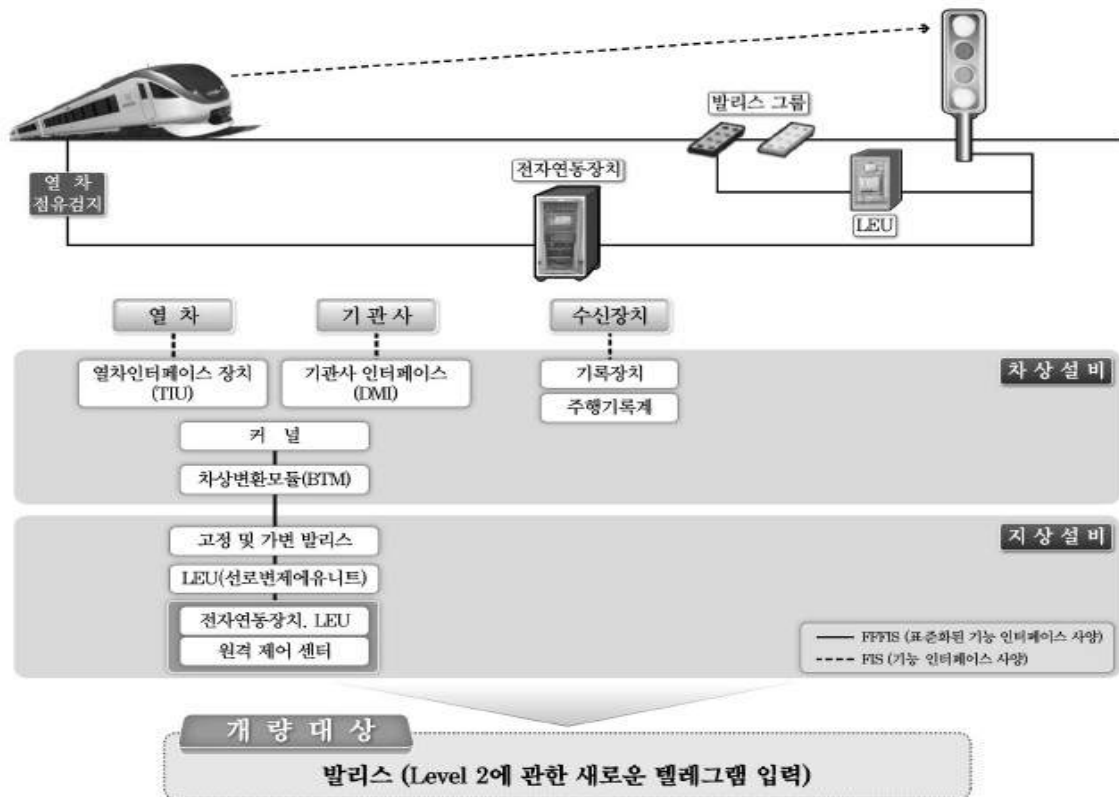 발리스 그룹
열 차
점유검지
전자연동장치
LEU
열 차
기 관 사
수신장치
차 상 설 비
열차인터페이스 장치
(TIU)
기관사 인터페이스
(DMI)
기록장치
주행기록계
커 널
차상변환모듈(BTM)
지 상 설 비
고정 및 가변 발리스
LEU(선로변제어유니트)
전자연동장치, LEU
원격 제어 센터
FFFIS (표준화된 기능 인터페이스 사양)
FIS (기능 인터페이스 사양)
개 량 대 상
발리스 (Level 2에 관한 새로운 텔레그램 입력)